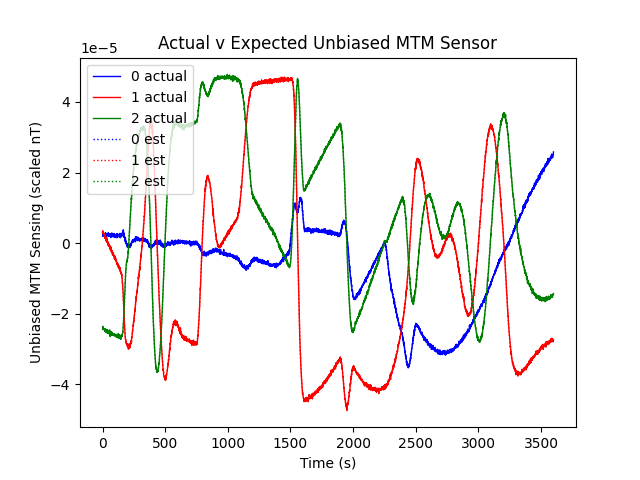 Actual v Expected Unbiased MTM Sensor
1e−5
0 actual
1 actual
2 actual
0 est
1 est
2 est
4
2
0
−2
−4
Unbiased MTM Sensing (scaled nT)
0 500 1000 1500 2000 2500 3000 3500
Time (s)